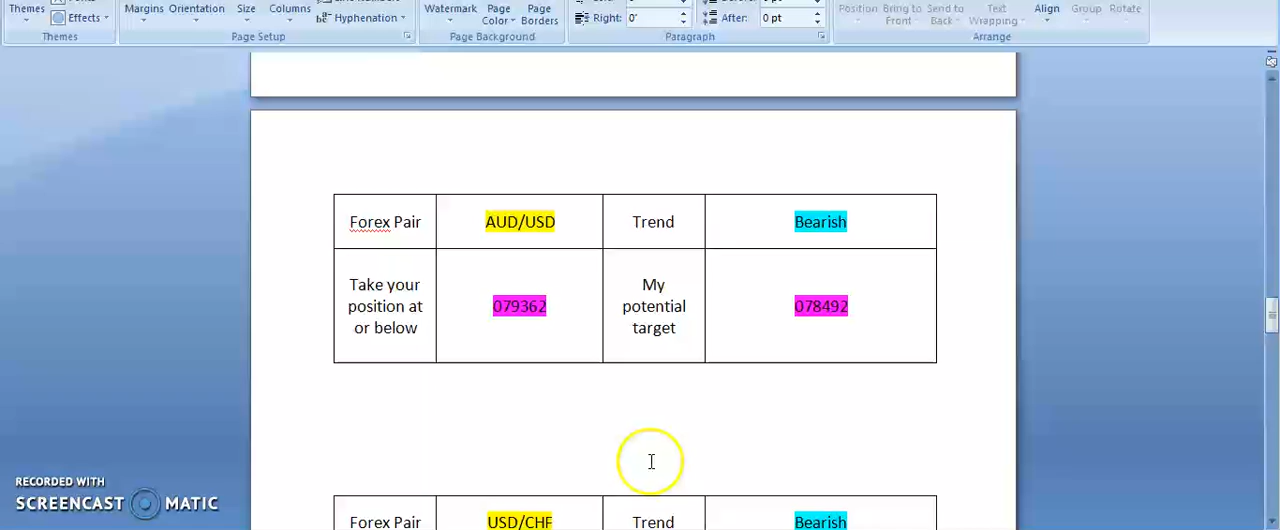 Themes
Effects
Margins Orientation Size Columns
Hyphenation
Watermark Page Color Page Borders
Right: 0"
After: 0 pt
Position Bring to Front Send to Back Text Wrapping Align Group Rotate
Themes Page Setup Page Background Paragraph Arrange
Forex Pair AUD/USD Trend Bearish
Take your position at or below 079362 My potential target 078492
RECORDED WITH
SCREENCAST MATIC
Forex Pair USD/CHF Trend Bearish